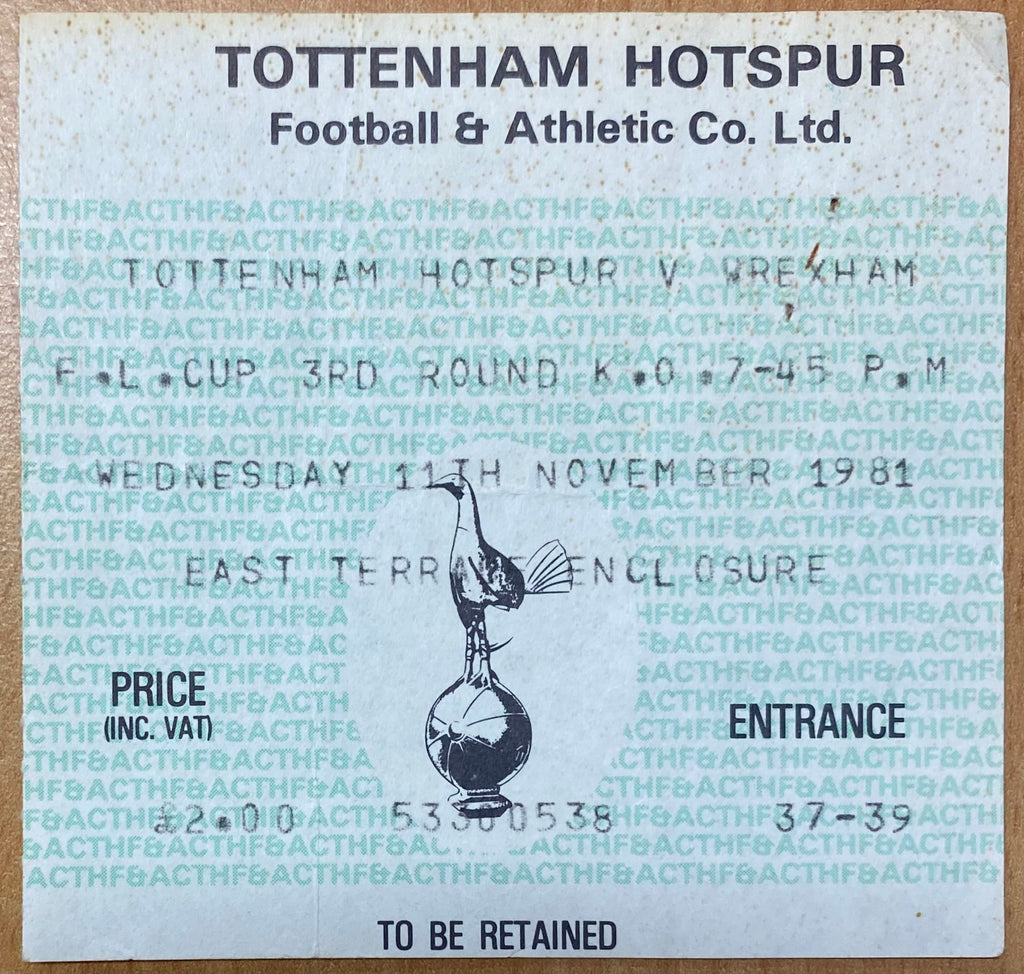 TOTTENHAM HOTSPUR
Football & Athletic Co. Ltd.
TOTTENHAM HOTSPUR V WREXHAM
F.L.CUP 3RD ROUND K.O.7-45 P.M
WEDNESDAY 11TH NOVEMBER 1981
EAST TERRACE ENCLOSURE
PRICE
(INC. VAT)
ENTRANCE
£2.00 37-39
TO BE RETAINED